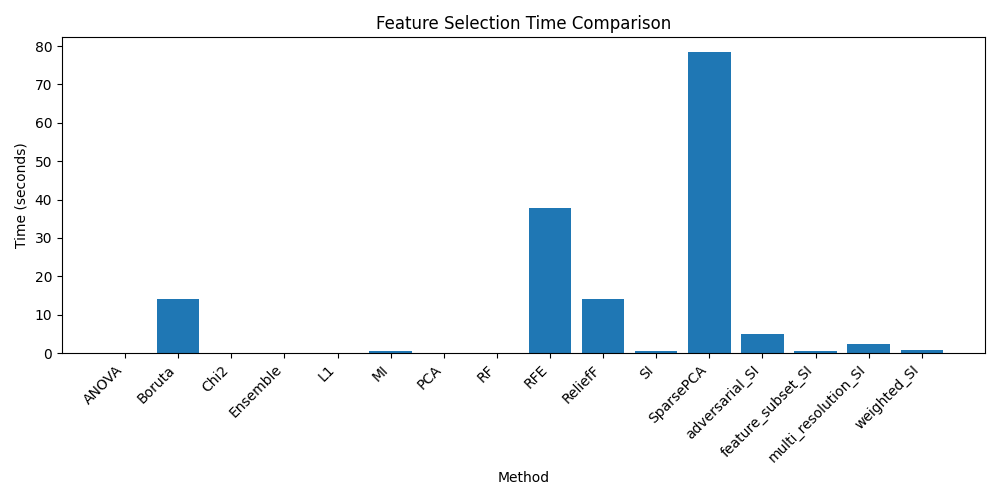 Feature Selection Time Comparison
Time (seconds)
80
70
60
50
40
30
20
10
0
ANOVA
Boruta
Chi2
Ensemble
L1
MI
PCA
RF
RFE
ReliefF
SI
SparsePCA
adversarial_SI
feature_subset_SI
multi_resolution_SI
weighted_SI
Method